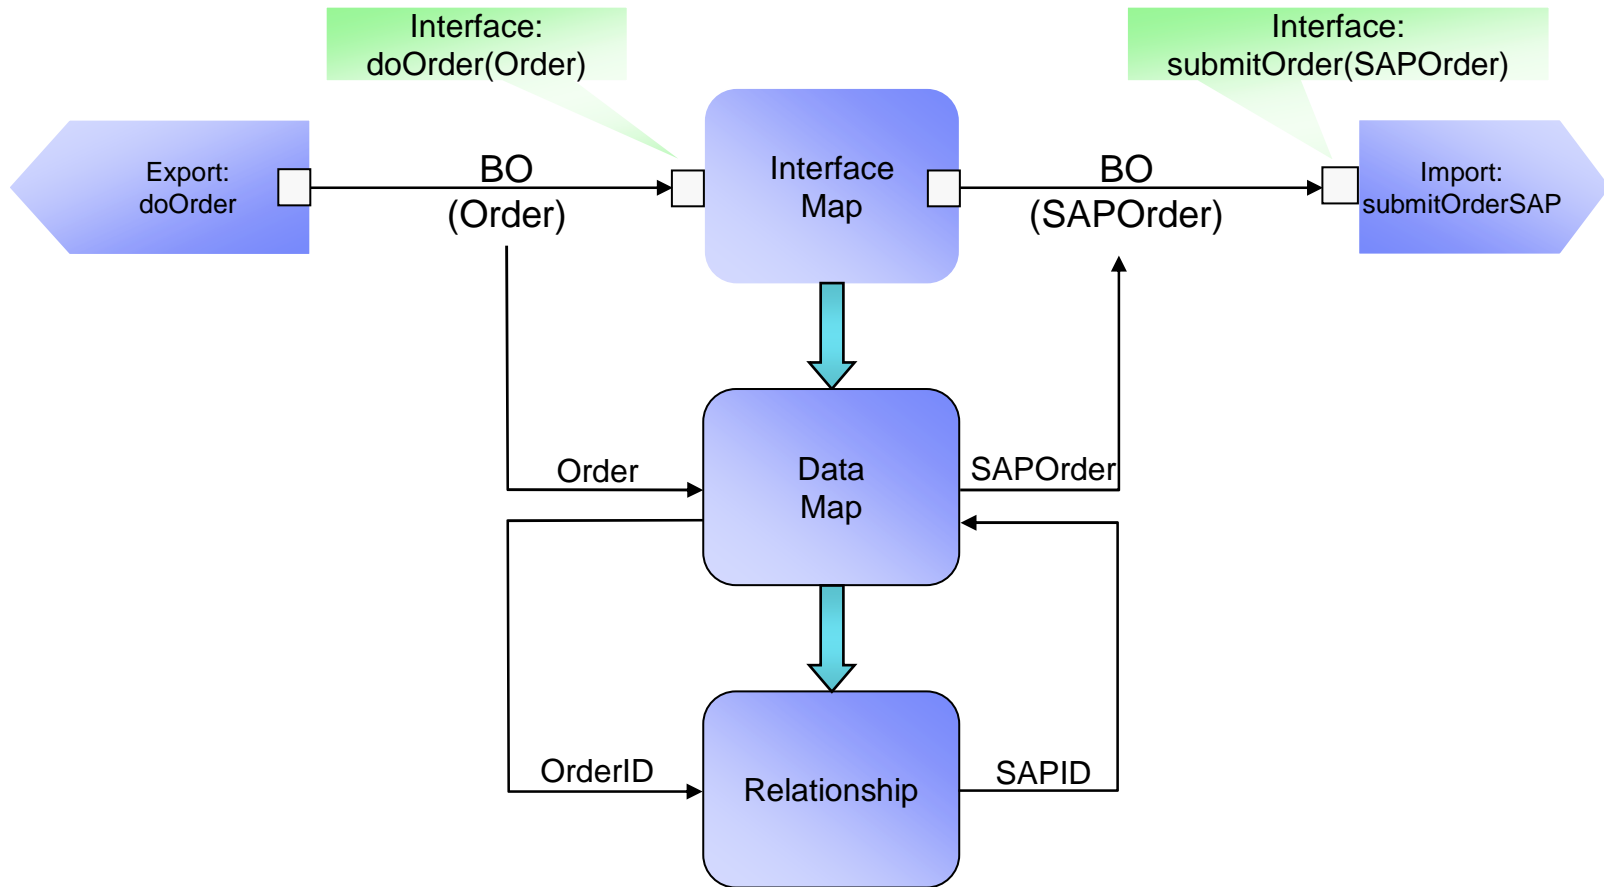 Interface:
doOrder(Order)
Interface:
submitOrder(SAPOrder)
Export:
doOrder
BO
(Order)
Interface
Map
BO
(SAPOrder)
Import:
submitOrderSAP
Order
Data
Map
SAPOrder
OrderID
Relationship
SAPID